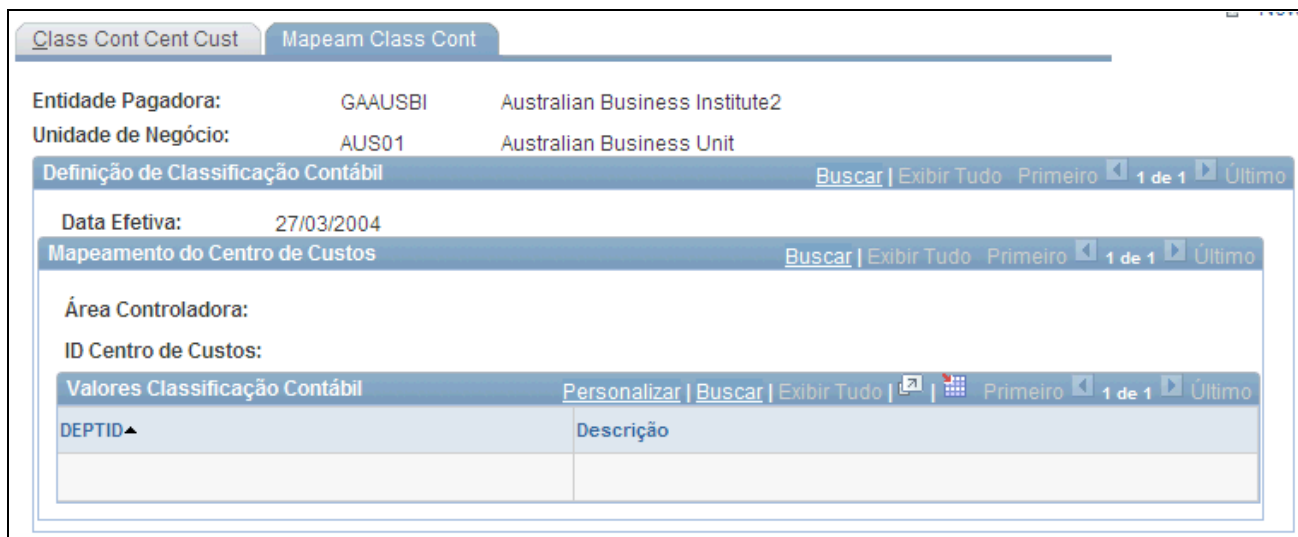 Class Cont Cent Cust Mapeam Class Cont
Entidade Pagadora: GAAUSBI Australian Business Institute2
Unidade de Negócio: AUS01 Australian Business Unit
Definição de Classificação Contábil Buscar | Exibir Tudo Primeiro 1 de 1 Último
Data Efetiva: 27/03/2004
Mapeamento do Centro de Custos Buscar | Exibir Tudo Primeiro 1 de 1 Último
Área Controladora:
ID Centro de Custos:
Valores Classificação Contábil Personalizar | Buscar | Exibir Tudo | | Primeiro 1 de 1 Último
DEPTID Descrição